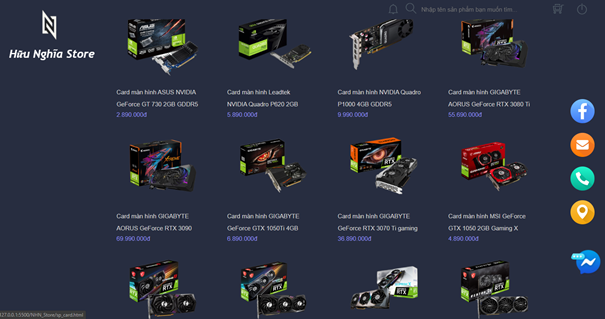 Nhập tên sản phẩm bạn muốn tìm...
Hữu Nghĩa Store
Card màn hình ASUS NVIDIA
GeForce GT 730 2GB GDDR5
2.890.000đ
Card màn hình Leadtek
NVIDIA Quadro P620 2GB
5.890.000đ
Card màn hình NVIDIA Quadro
P1000 4GB GDDR5
9.990.000đ
Card màn hình GIGABYTE
AORUS GeForce RTX 3080 Ti
55.690.000đ
Card màn hình GIGABYTE
AORUS GeForce RTX 3090
69.990.000đ
Card màn hình GIGABYTE
GeForce GTX 1050Ti 4GB
6.890.000đ
Card màn hình GIGABYTE
GeForce RTX 3070 Ti gaming
36.890.000đ
Card màn hình MSI GeForce
GTX 1050 2GB Gaming X
4.890.000đ
127.0.0.1:5500/NHN_Store/sp_card.html